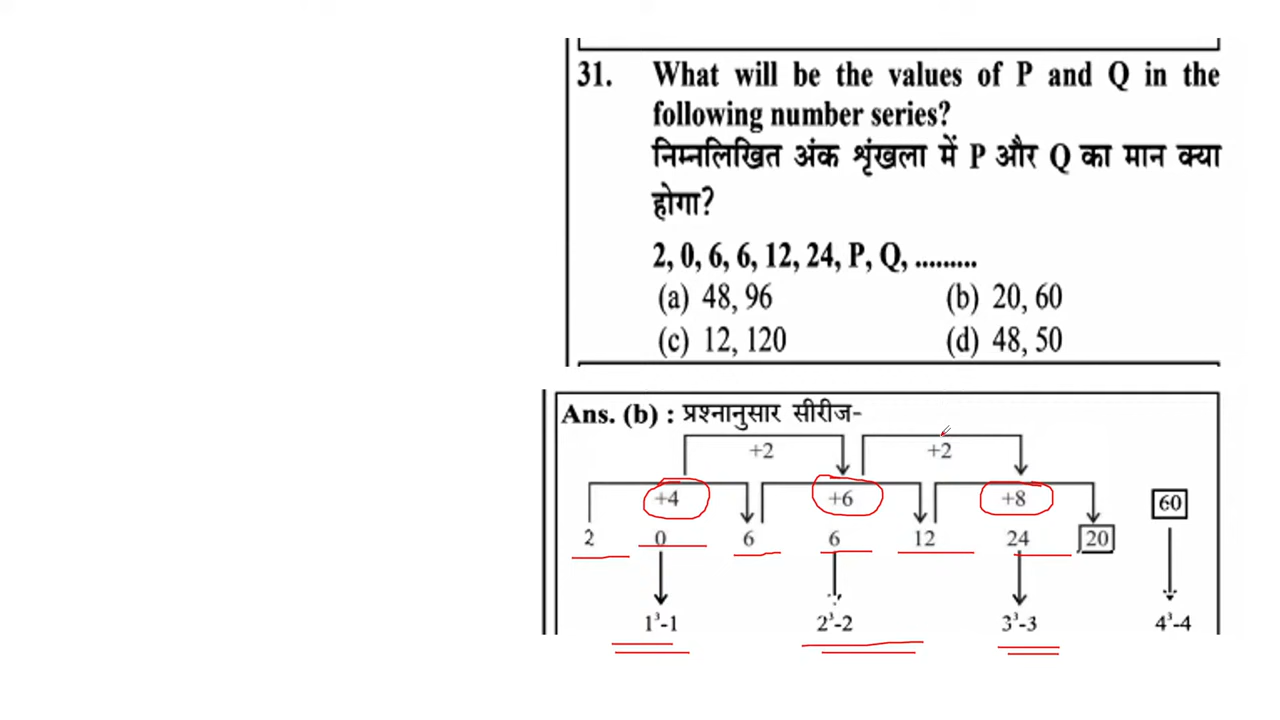 31. What will be the values of P and Q in the
following number series?
निम्नलिखित अंक शृंखला में P और Q का मान क्या
होगा?
2, 0, 6, 6, 12, 24, P, Q, .........
(a) 48, 96 (b) 20, 60
(c) 12, 120 (d) 48, 50
Ans. (b) : प्रश्नानुसार सीरीज-
+2 +2
+4 +6 +8 60
2 0 6 6 12 24 20
1³-1 2³-2 3³-3 4³-4